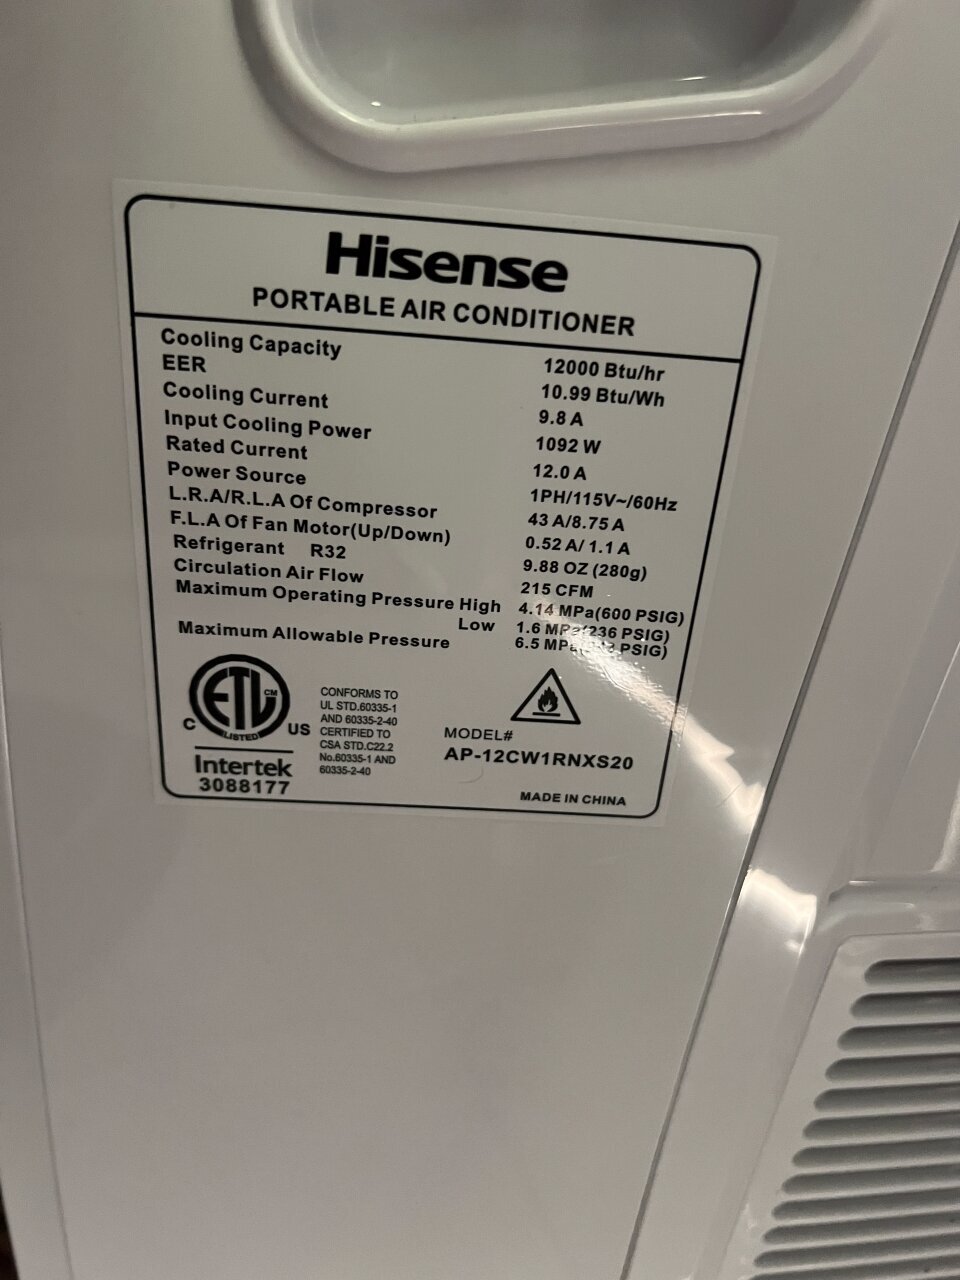 Hisense
PORTABLE AIR CONDITIONER
Cooling Capacity 12000 Btu/hr
EER 10.99 Btu/Wh
Cooling Current 9.8 A
Input Cooling Power 1092 W
Rated Current 12.0 A
Power Source 1PH/115V~/60Hz
L.R.A/R.L.A Of Compressor 43 A/8.75 A
F.L.A Of Fan Motor(Up/Down) 0.52 A/ 1.1 A
Refrigerant R32 9.88 OZ (280g)
Circulation Air Flow 215 CFM
Maximum Operating Pressure High 4.14 MPa(600 PSIG)
Low 1.6 MPa(236 PSIG)
Maximum Allowable Pressure 6.5 PSIG)
ETL CM
C LISTED US
Intertek
3088177
CONFORMS TO
UL STD.60335-1
AND 60335-2-40
CERTIFIED TO
CSA STD.C22.2
No.60335-1 AND
60335-2-40
MODEL#
AP-12CW1RNXS20
MADE IN CHINA